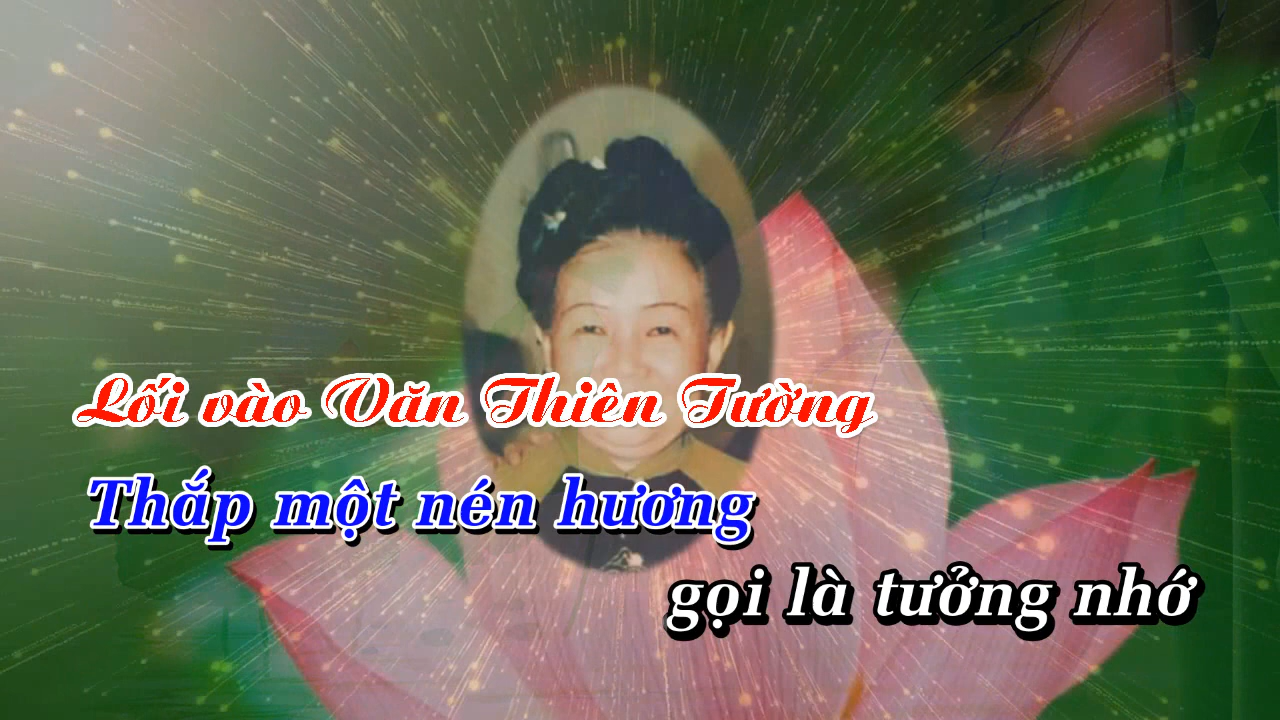 Lối vào Văn Thiên Tường
Thắp một nén hương
gọi là tưởng nhớ